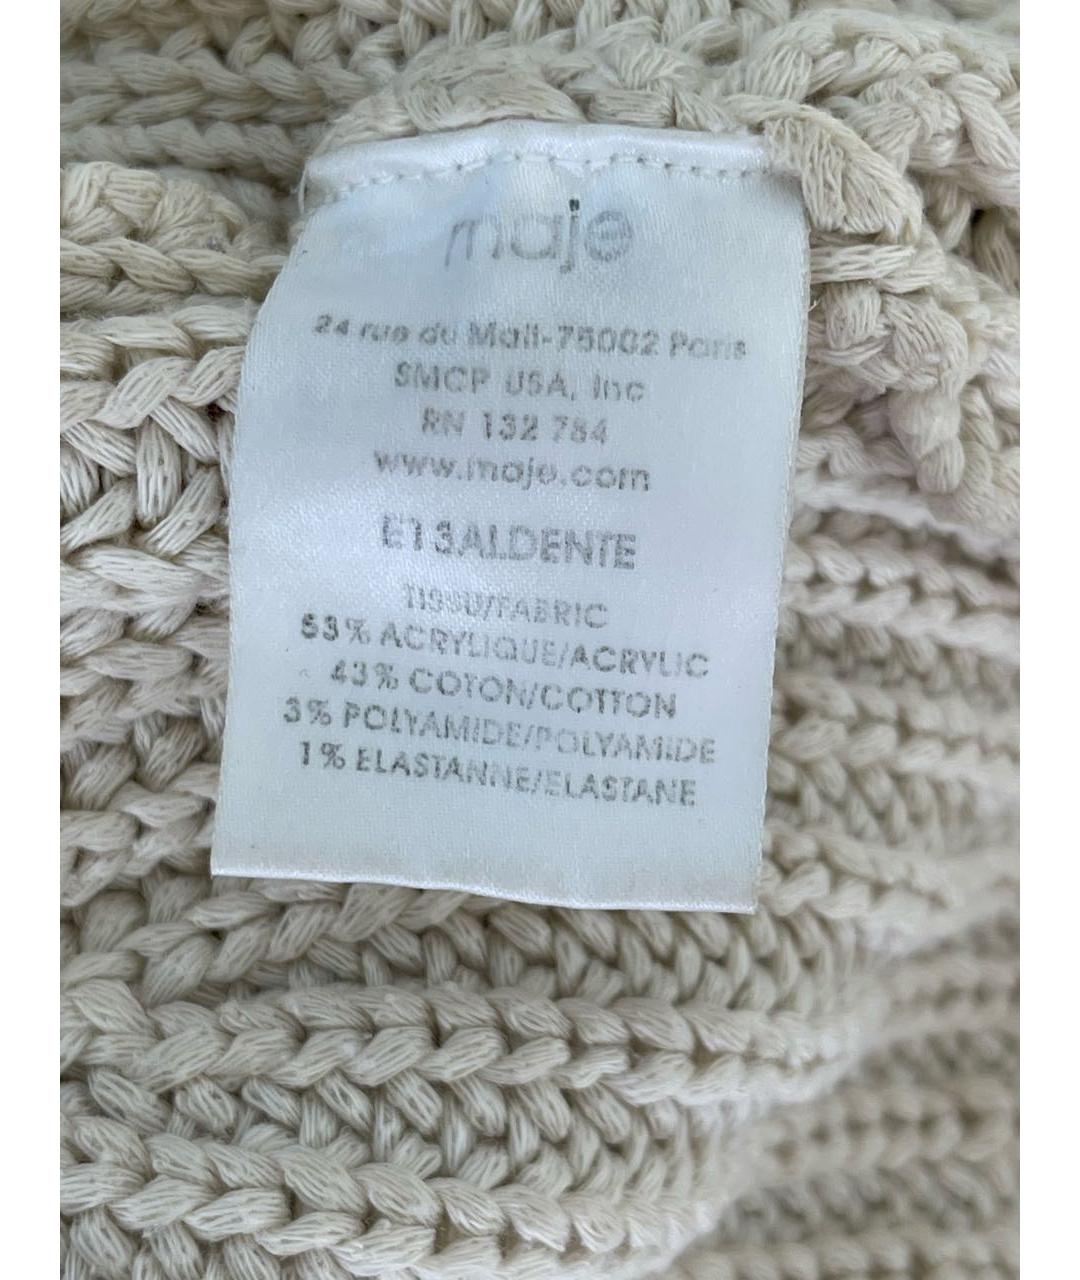 maje
24 rue du Mail-75002 Paris
SMCP USA, Inc
RN 132 784
www.maje.com
E13ALDENTE
TISSU/FABRIC
53% ACRYLIQUE/ACRYLIC
43% COTON/COTTON
3% POLYAMIDE/POLYAMIDE
1% ELASTANNE/ELASTANE